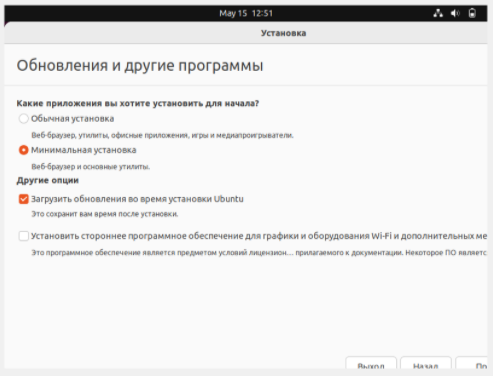 May 15 12:51
Установка
Обновления и другие программы
Какие приложения вы хотите установить для начала?
Обычная установка
Веб-браузер, утилиты, офисные приложения, игры и медиапроигрыватели.
Минимальная установка
Веб-браузер и основные утилиты.
Другие опции
Загрузить обновления во время установки Ubuntu
Это сохранит вам время после установки.
Установить стороннее программное обеспечение для графики и оборудования Wi-Fi и дополнительных ме
Это программное обеспечение является предметом условий лицензион... прилагаемого к документации. Некоторое ПО являетс
Выход Назад По